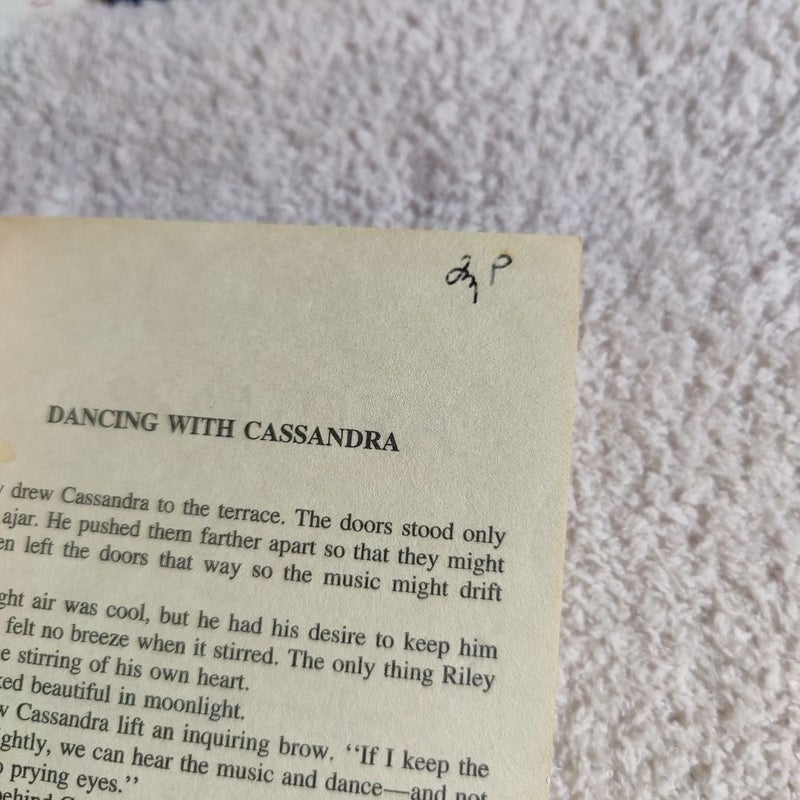 DANCING WITH CASSANDRA
drew Cassandra to the terrace. The doors stood only
ajar. He pushed them farther apart so that they might
left the doors that way so the music might drift
air was cool, but he had his desire to keep him
felt no breeze when it stirred. The only thing Riley
stirring of his own heart.
beautiful in moonlight.
Cassandra lift an inquiring brow. “If I keep the
we can hear the music and dance—and not
prying eyes.”